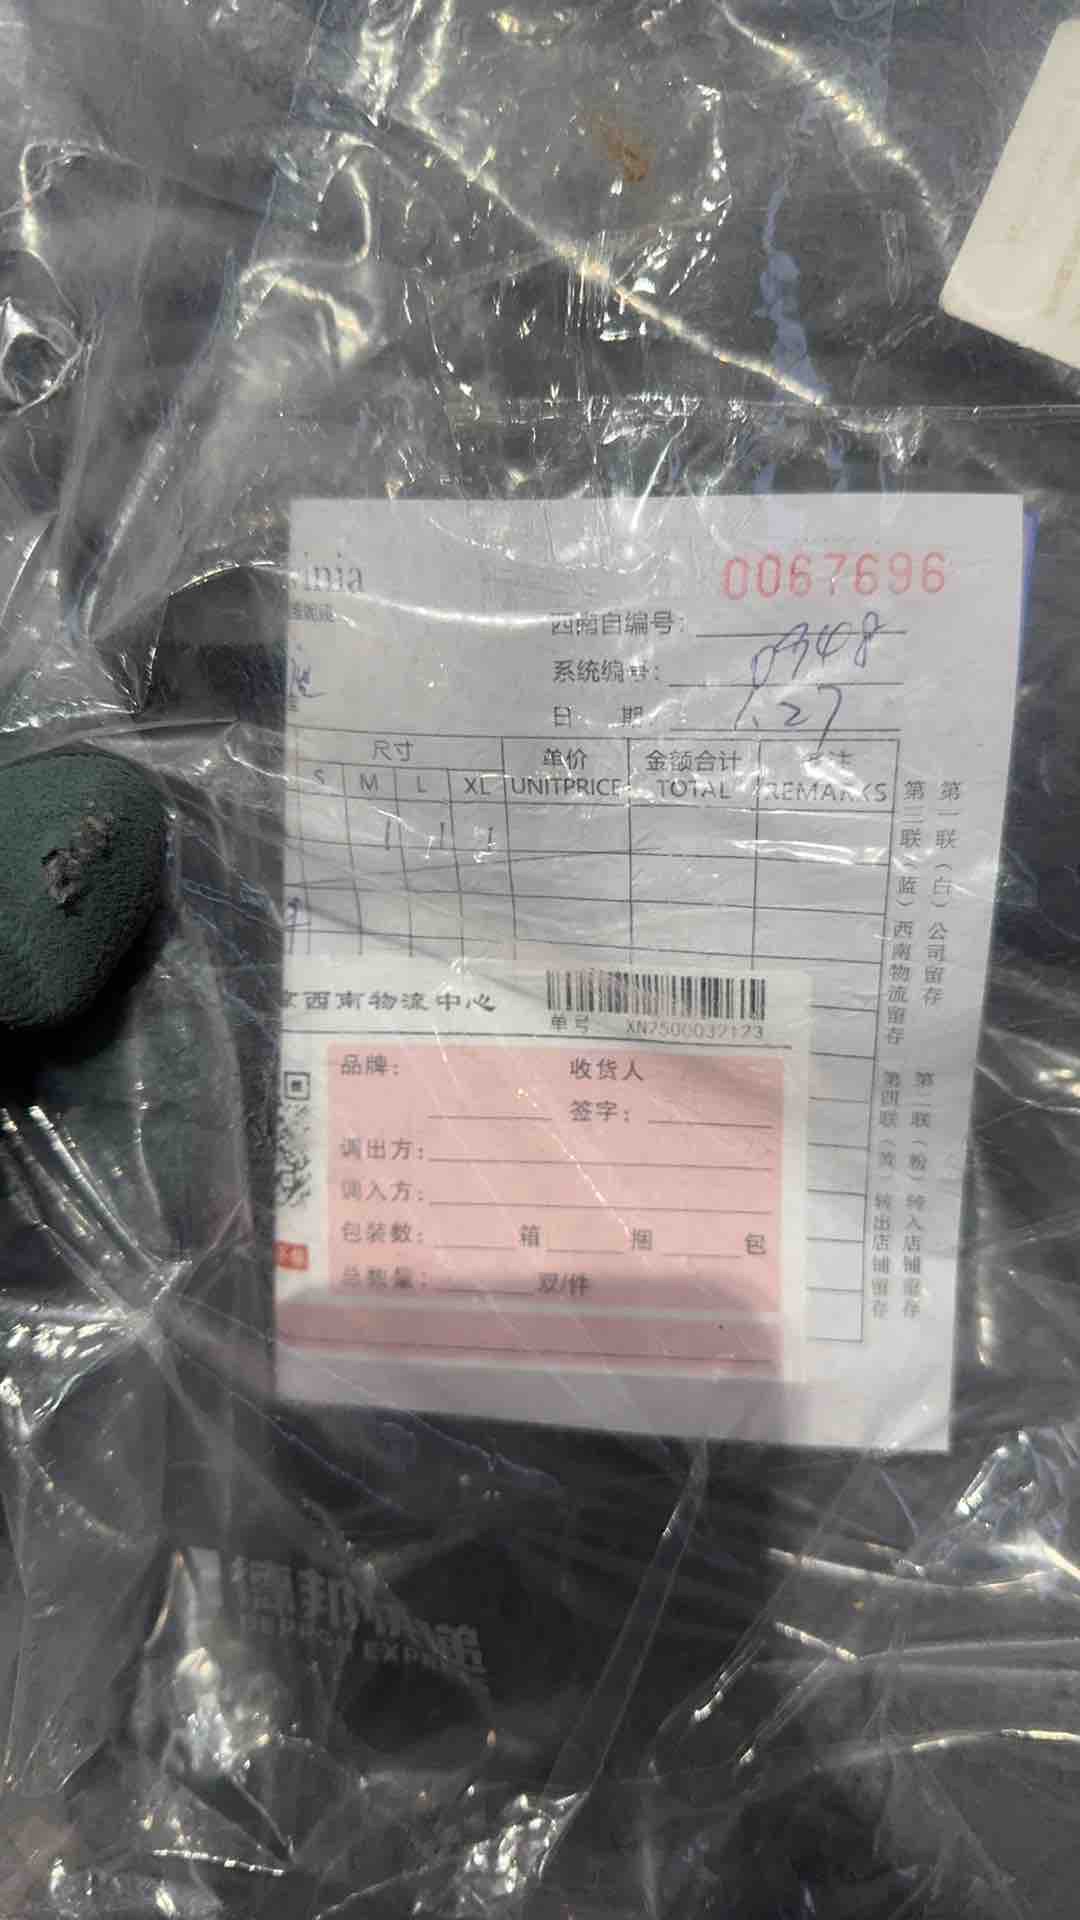 inia
0067696
西南自编号:
系统编号: 0348
日 期 1.27
尺寸 单价 金额合计
S M L XL UNITPRICE TOTAL REMARKS
1 1 1
第一联（白）公司留存
第三联（蓝）西南物流留存
第二联（粉）转入店铺留存
第四联（黄）转出店铺留存
西南物流中心
单号: XN7500032123
品牌: 收货人
签字:
调出方:
调入方:
包装数: 箱 捆 包
总数量: 双/件